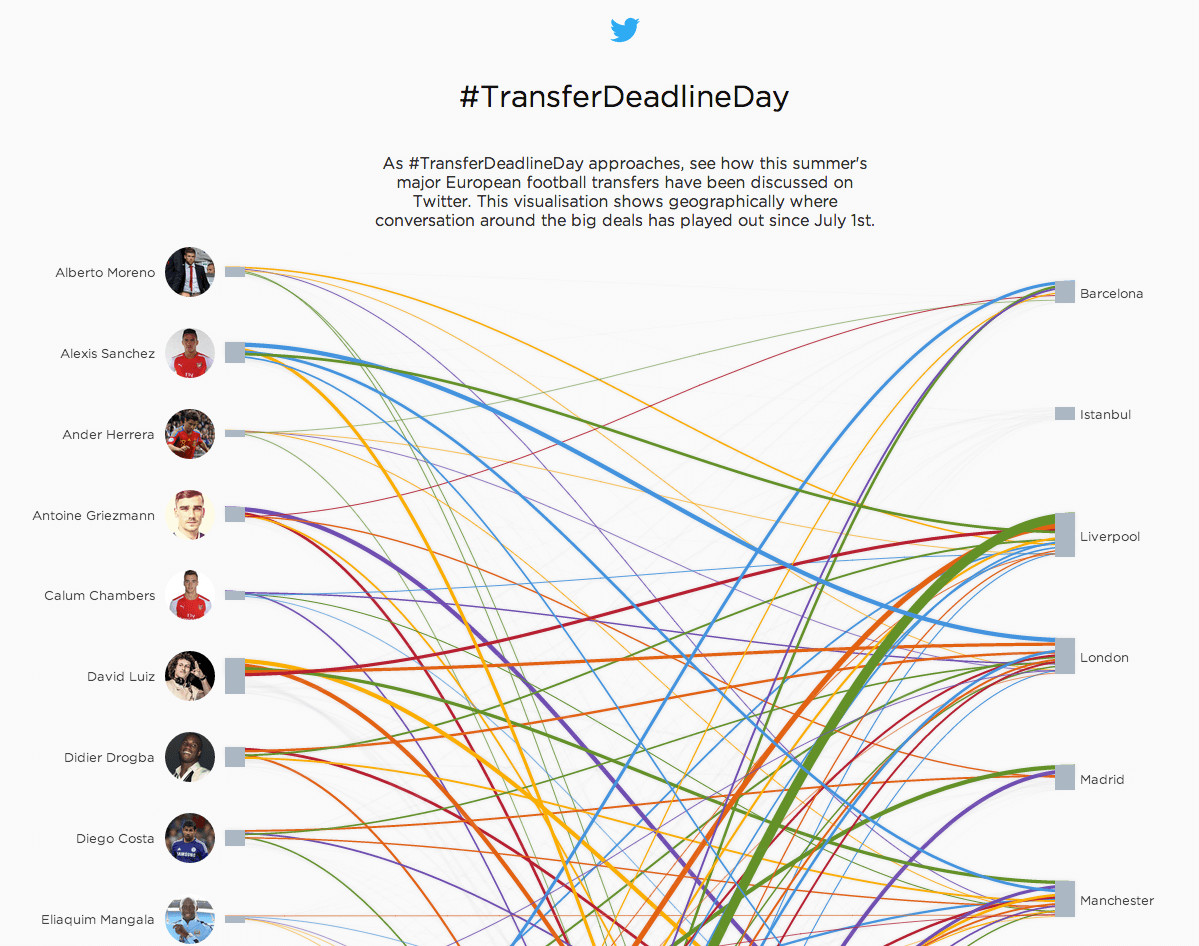 #TransferDeadlineDay
As #TransferDeadlineDay approaches, see how this summer's
major European football transfers have been discussed on
Twitter. This visualisation shows geographically where
conversation around the big deals has played out since July 1st.
Alberto Moreno
Barcelona
Alexis Sanchez
Istanbul
Ander Herrera
Antoine Griezmann
Liverpool
Calum Chambers
London
David Luiz
Didier Drogba
Madrid
Diego Costa
SAMSUNG
Manchester
Eliaquim Mangala